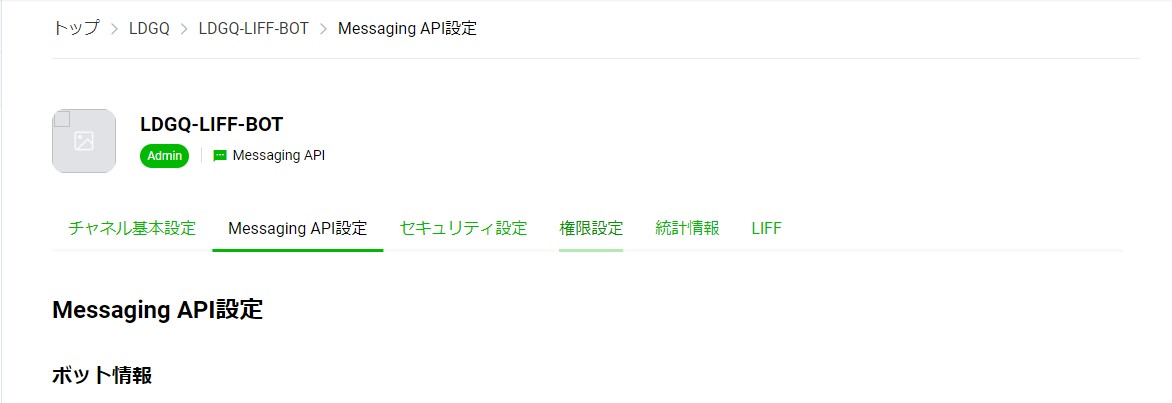 トップ > LDGQ > LDGQ-LIFF-BOT > Messaging API設定
LDGQ-LIFF-BOT
Admin Messaging API
チャネル基本設定 Messaging API設定 セキュリティ設定 権限設定 統計情報 LIFF
Messaging API設定
ボット情報